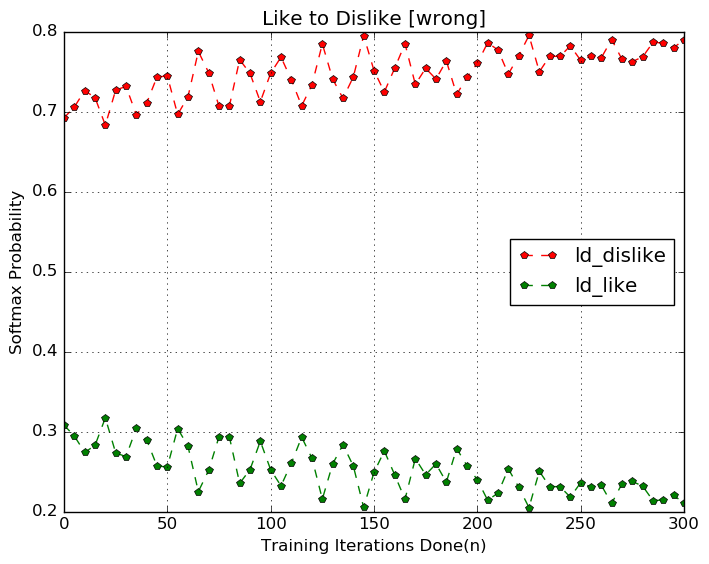 Like to Dislike [wrong]
0.8
0.7
0.6
0.5
0.4
0.3
0.2
Softmax Probability
ld_dislike
ld_like
0 50 100 150 200 250 300
Training Iterations Done(n)